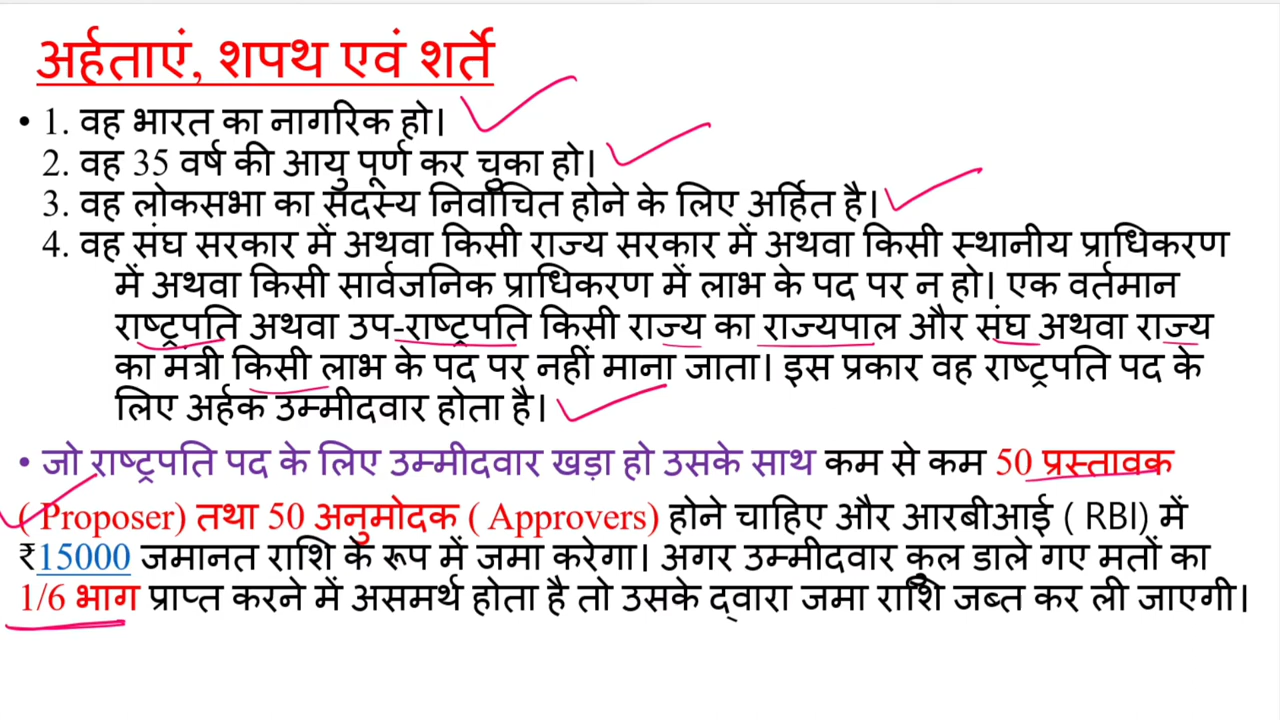 अर्हताएं, शपथ एवं शर्ते
• 1. वह भारत का नागरिक हो।
2. वह 35 वर्ष की आयु पूर्ण कर चुका हो।
3. वह लोकसभा का सदस्य निर्वाचित होने के लिए अर्हित है।
4. वह संघ सरकार में अथवा किसी राज्य सरकार में अथवा किसी स्थानीय प्राधिकरण
में अथवा किसी सार्वजनिक प्राधिकरण में लाभ के पद पर न हो। एक वर्तमान
राष्ट्रपति अथवा उप-राष्ट्रपति किसी राज्य का राज्यपाल और संघ अथवा राज्य
का मंत्री किसी लाभ के पद पर नहीं माना जाता। इस प्रकार वह राष्ट्रपति पद के
लिए अर्हक उम्मीदवार होता है।
• जो राष्ट्रपति पद के लिए उम्मीदवार खड़ा हो उसके साथ कम से कम 50 प्रस्तावक
( Proposer) तथा 50 अनुमोदक ( Approvers) होने चाहिए और आरबीआई ( RBI) में
₹15000 जमानत राशि के रूप में जमा करेगा। अगर उम्मीदवार कुल डाले गए मतों का
1/6 भाग प्राप्त करने में असमर्थ होता है तो उसके द्वारा जमा राशि जब्त कर ली जाएगी।